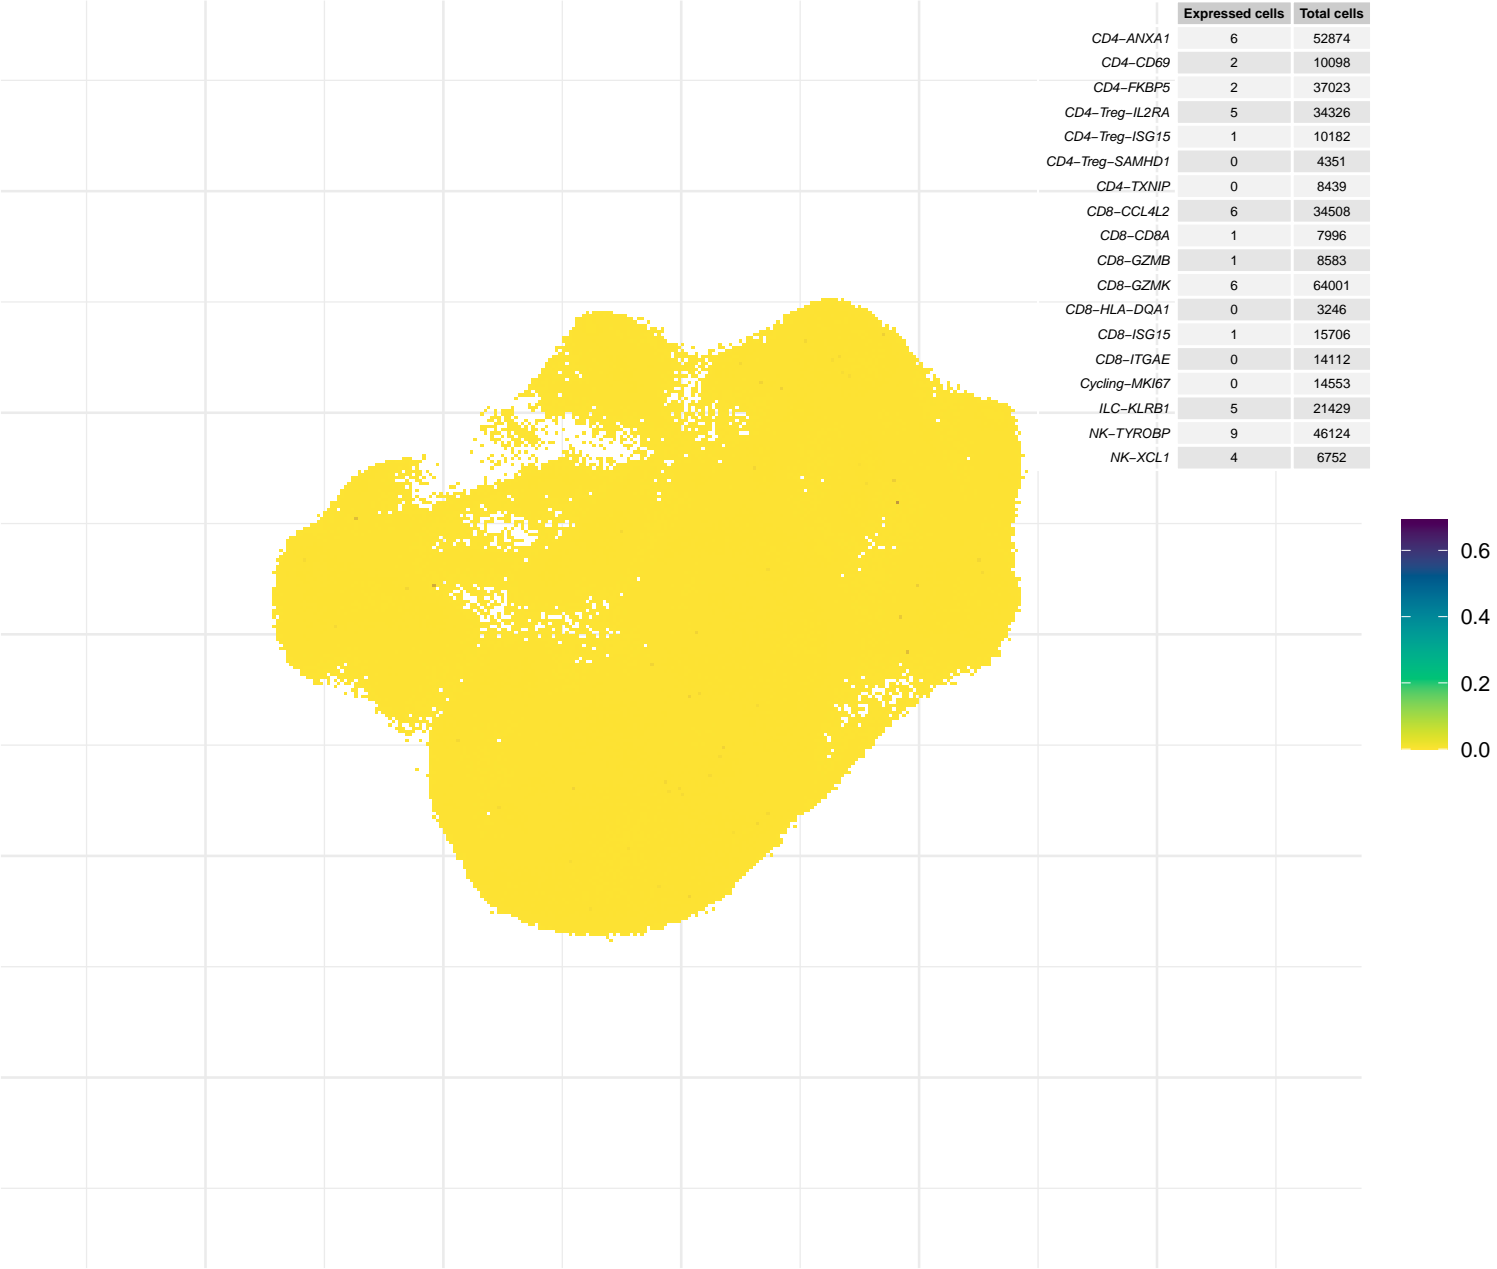 Expressed cells Total cells
CD4−ANXA1 6 52874
CD4−CD69 2 10098
CD4−FKBP5 2 37023
CD4−Treg−IL2RA 5 34326
CD4−Treg−ISG15 1 10182
CD4−Treg−SAMHD1 0 4351
CD4−TXNIP 0 8439
CD8−CCL4L2 6 34508
CD8−CD8A 1 7996
CD8−GZMB 1 8583
CD8−GZMK 6 64001
CD8−HLA−DQA1 0 3246
CD8−ISG15 1 15706
CD8−ITGAE 0 14112
Cycling−MKI67 0 14553
ILC−KLRB1 5 21429
NK−TYROBP 9 46124
NK−XCL1 4 6752
0.6
0.4
0.2
0.0